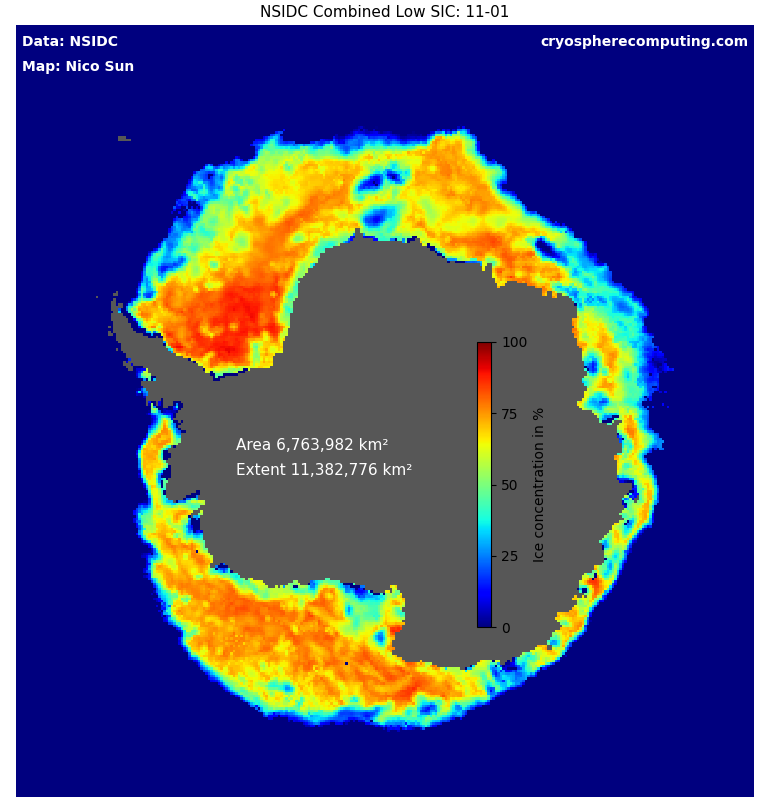 NSIDC Combined Low SIC: 11-01
Data: NSIDC
cryospherecomputing.com
Map: Nico Sun
Area 6,763,982 km²
Extent 11,382,776 km²
100
75
50
25
0
Ice concentration in %